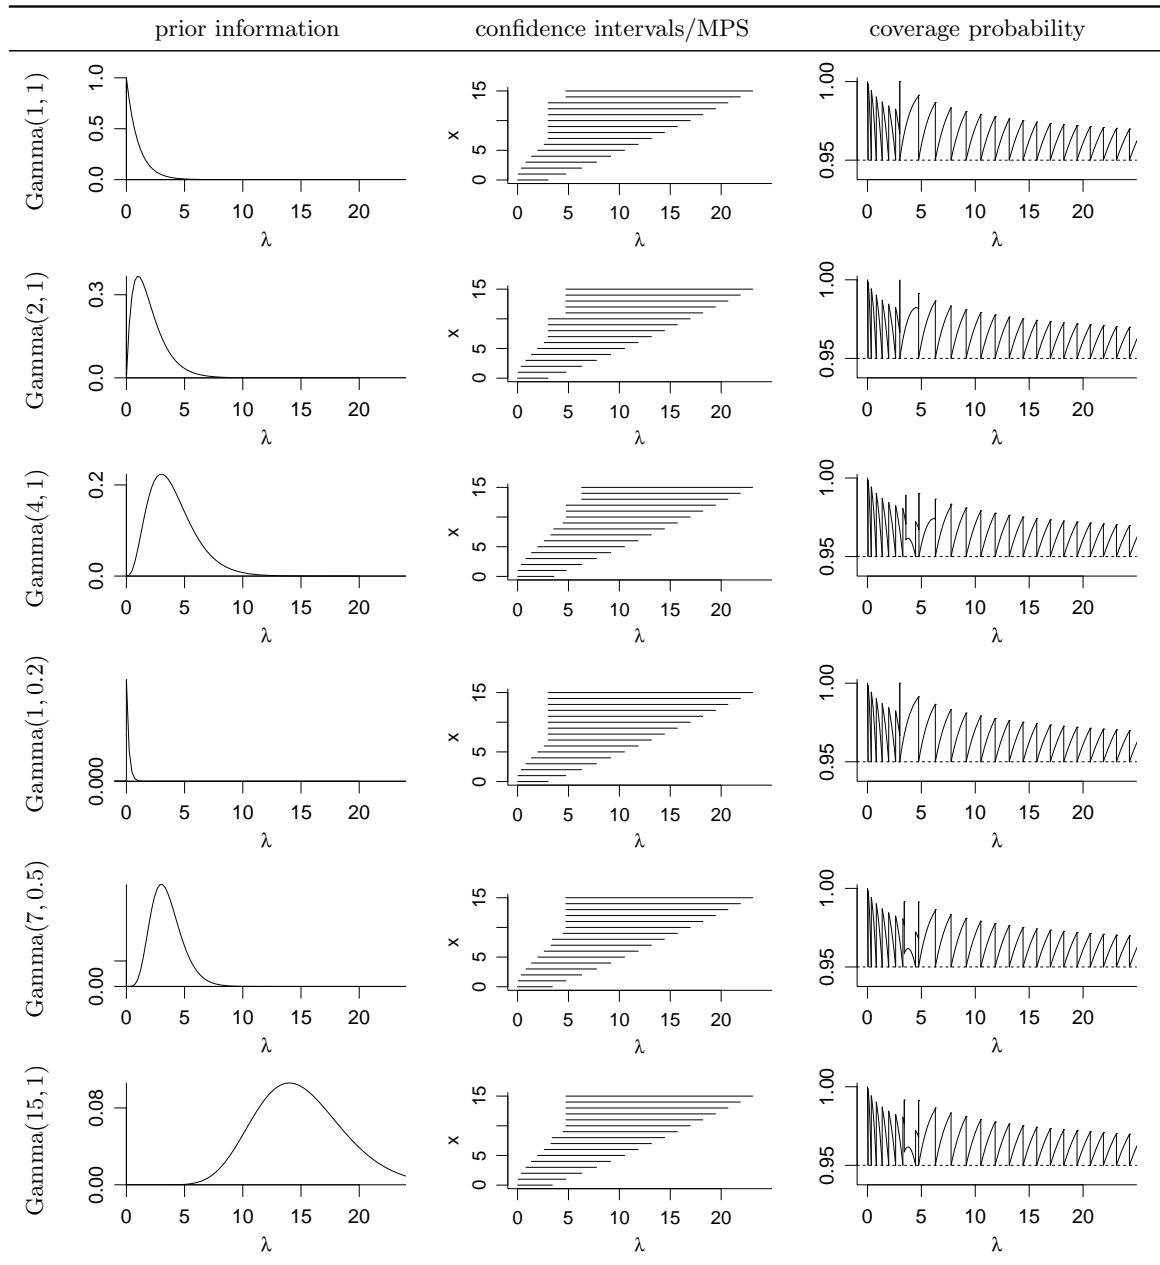 prior information confidence intervals/MPS coverage probability
Gamma(1, 1)
0.0 0.5 1.0
0 5 10 15 20
λ
x
0 5 15
0 5 10 15 20
λ
0.95 1.00
0 5 10 15 20
λ
Gamma(2, 1)
0.0 0.3
0 5 10 15 20
λ
x
0 5 15
0 5 10 15 20
λ
0.95 1.00
0 5 10 15 20
λ
Gamma(4, 1)
0.0 0.2
0 5 10 15 20
λ
x
0 5 15
0 5 10 15 20
λ
0.95 1.00
0 5 10 15 20
λ
Gamma(1, 0.2)
0.000
0 5 10 15 20
λ
x
0 5 15
0 5 10 15 20
λ
0.95 1.00
0 5 10 15 20
λ
Gamma(7, 0.5)
0.00
0 5 10 15 20
λ
x
0 5 15
0 5 10 15 20
λ
0.95 1.00
0 5 10 15 20
λ
Gamma(15, 1)
0.00 0.08
0 5 10 15 20
λ
x
0 5 15
0 5 10 15 20
λ
0.95 1.00
0 5 10 15 20
λ